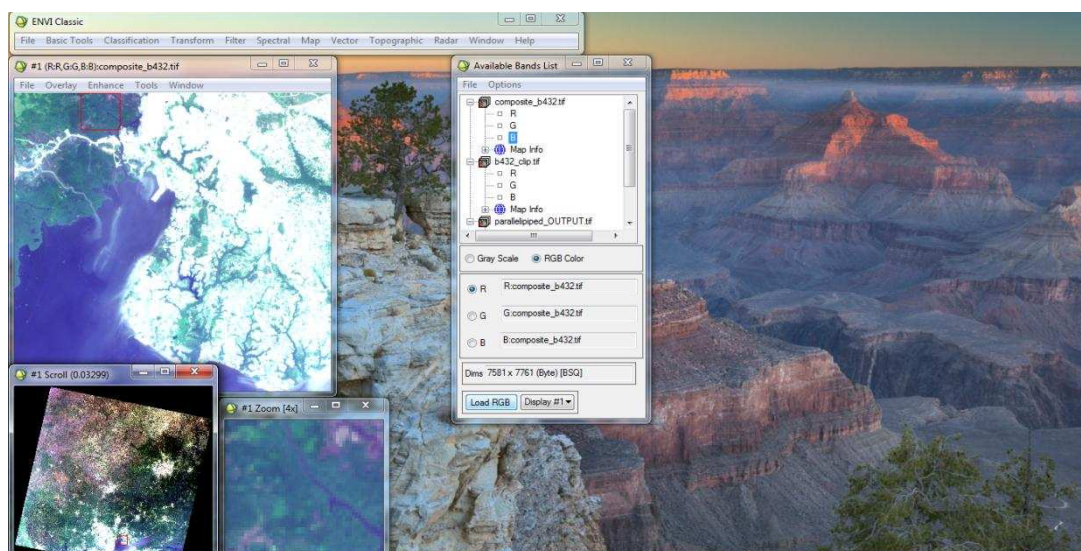 ENVI Classic
File Basic Tools Classification Transform Filter Spectral Map Vector Topographic Radar Window Help
#1 (R:R,G:G,B:B):composite_b432.tif
File Overlay Enhance Tools Window
Available Bands List
File Options
composite_b432.tif
R
G
B
Map Info
b432_clip.tif
R
G
B
Map Info
parallelpiped_OUTPUT.tif
Gray Scale RGB Color
R R:composite_b432.tif
G G:composite_b432.tif
B B:composite_b432.tif
Dims 7581 x 7761 (Byte) [BSQ]
Load RGB Display #1
#1 Scroll (0.03299)
#1 Zoom [4x]